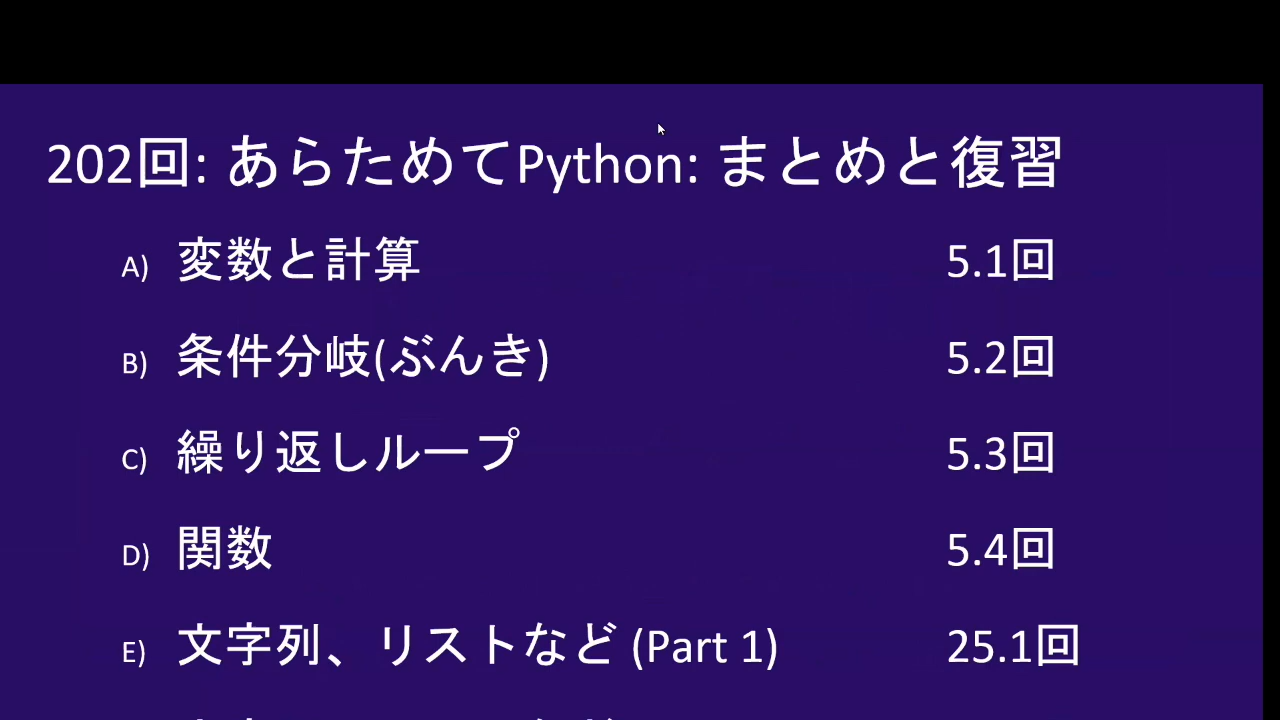 202回: あらためてPython: まとめと復習
A) 変数と計算 5.1回
B) 条件分岐(ぶんき) 5.2回
C) 繰り返しループ 5.3回
D) 関数 5.4回
E) 文字列、リストなど (Part 1) 25.1回